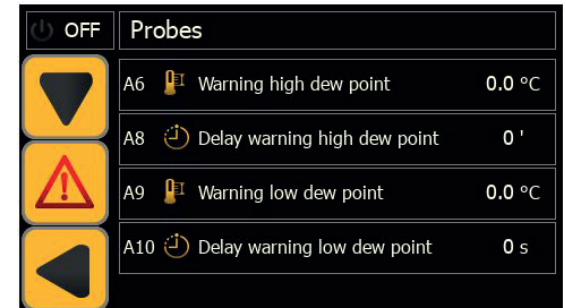 OFF Probes
A6 Warning high dew point 0.0 °C
A8 Delay warning high dew point 0 '
A9 Warning low dew point 0.0 °C
A10 Delay warning low dew point 0 s